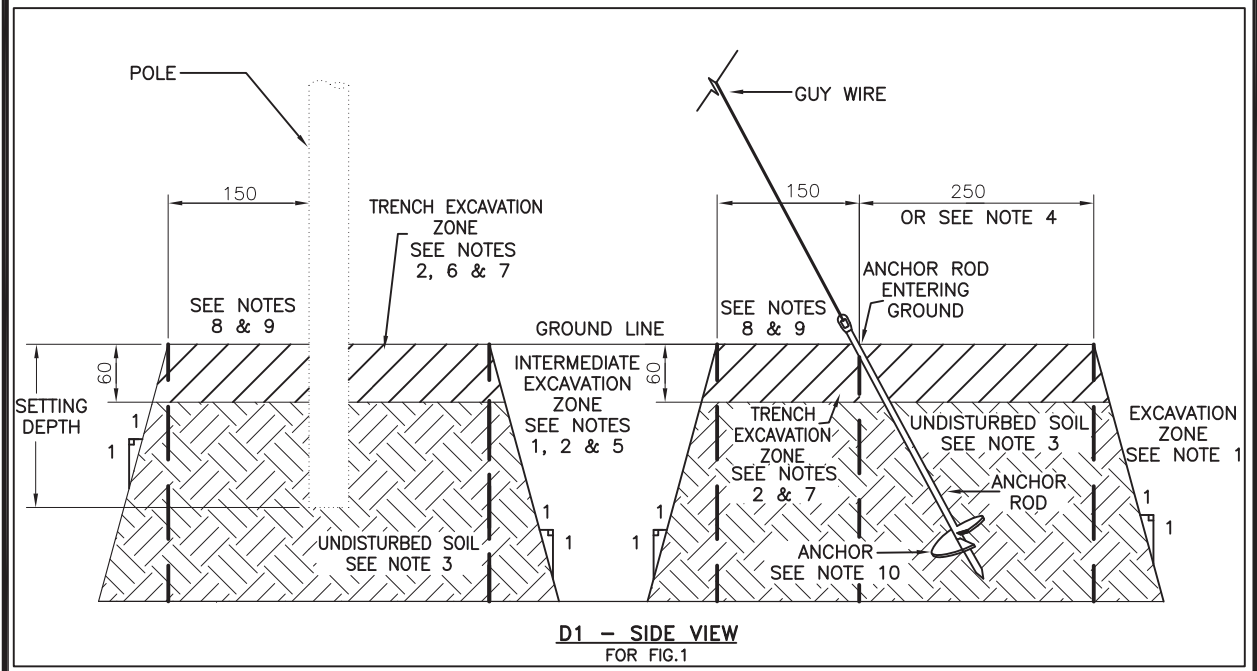 POLE
GUY WIRE
150
150
250
OR SEE NOTE 4
TRENCH EXCAVATION
ZONE
SEE NOTES
2, 6 & 7
ANCHOR ROD
ENTERING
GROUND
SEE NOTES
8 & 9
GROUND LINE
SEE NOTES
8 & 9
60
INTERMEDIATE
EXCAVATION
ZONE
SEE NOTES
1, 2 & 5
60
SETTING
DEPTH
TRENCH
EXCAVATION
ZONE
SEE NOTES
2 & 7
UNDISTURBED SOIL
SEE NOTE 3
EXCAVATION
ZONE
SEE NOTE 1
1
1
ANCHOR
ROD
1
1
1
1
1
1
UNDISTURBED SOIL
SEE NOTE 3
ANCHOR
SEE NOTE 10
D1 – SIDE VIEW
FOR FIG.1